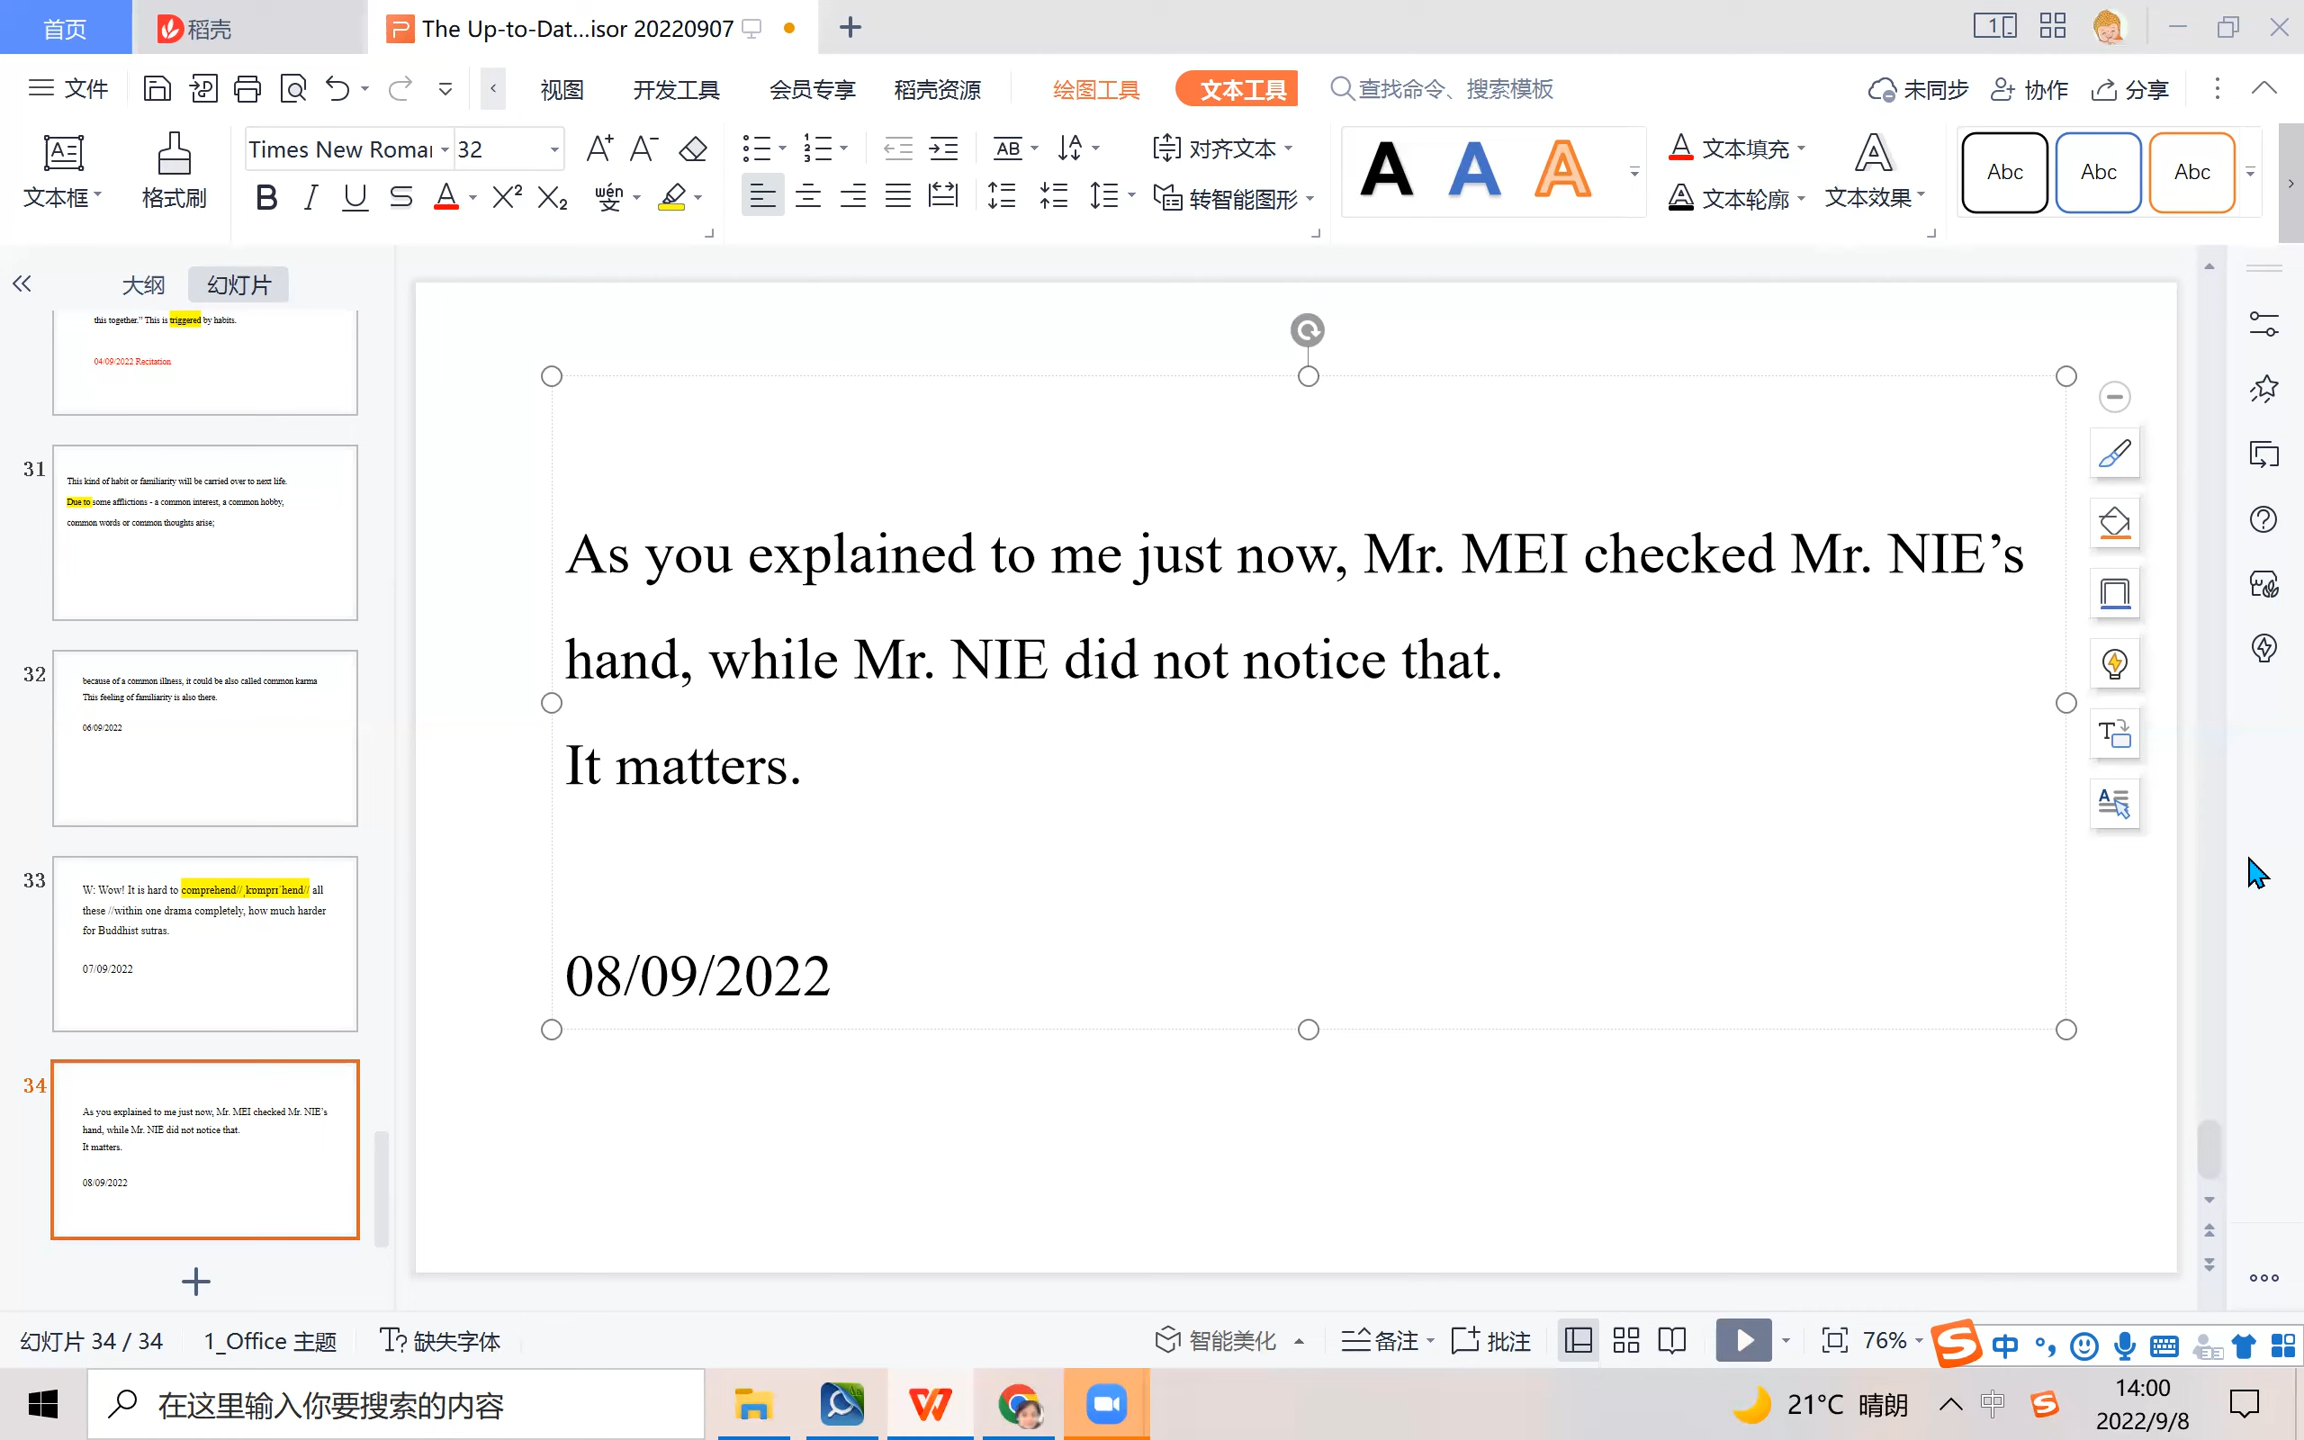 首页
稻壳
The Up-to-Dat...isor 20220907
文件
视图
开发工具
会员专享
稻壳资源
绘图工具
文本工具
查找命令、搜索模板
未同步
协作
分享
文本框
格式刷
Times New Roma
32
对齐文本
转智能图形
文本填充
文本轮廓
文本效果
Abc
Abc
Abc
大纲
幻灯片
this together." This is triggered by habits.
04/09/2022 Recitation
31
This kind of habit or familiarity will be carried over to next life.
Due to some afflictions - a common interest, a common hobby,
common words or common thoughts arise;
32
because of a common illness, it could be also called common karma
This feeling of familiarity is also there.
06/09/2022
33
W: Wow! It is hard to comprehend//ˌkɒmprɪˈhend// all
these //within one drama completely, how much harder
for Buddhist sutras.
07/09/2022
34
As you explained to me just now, Mr. MEI checked Mr. NIE's
hand, while Mr. NIE did not notice that.
It matters.
08/09/2022
As you explained to me just now, Mr. MEI checked Mr. NIE’s
hand, while Mr. NIE did not notice that.
It matters.
08/09/2022
幻灯片 34 / 34
1_Office 主题
缺失字体
智能美化
备注
批注
76%
中
在这里输入你要搜索的内容
21°C 晴朗
中
14:00
2022/9/8